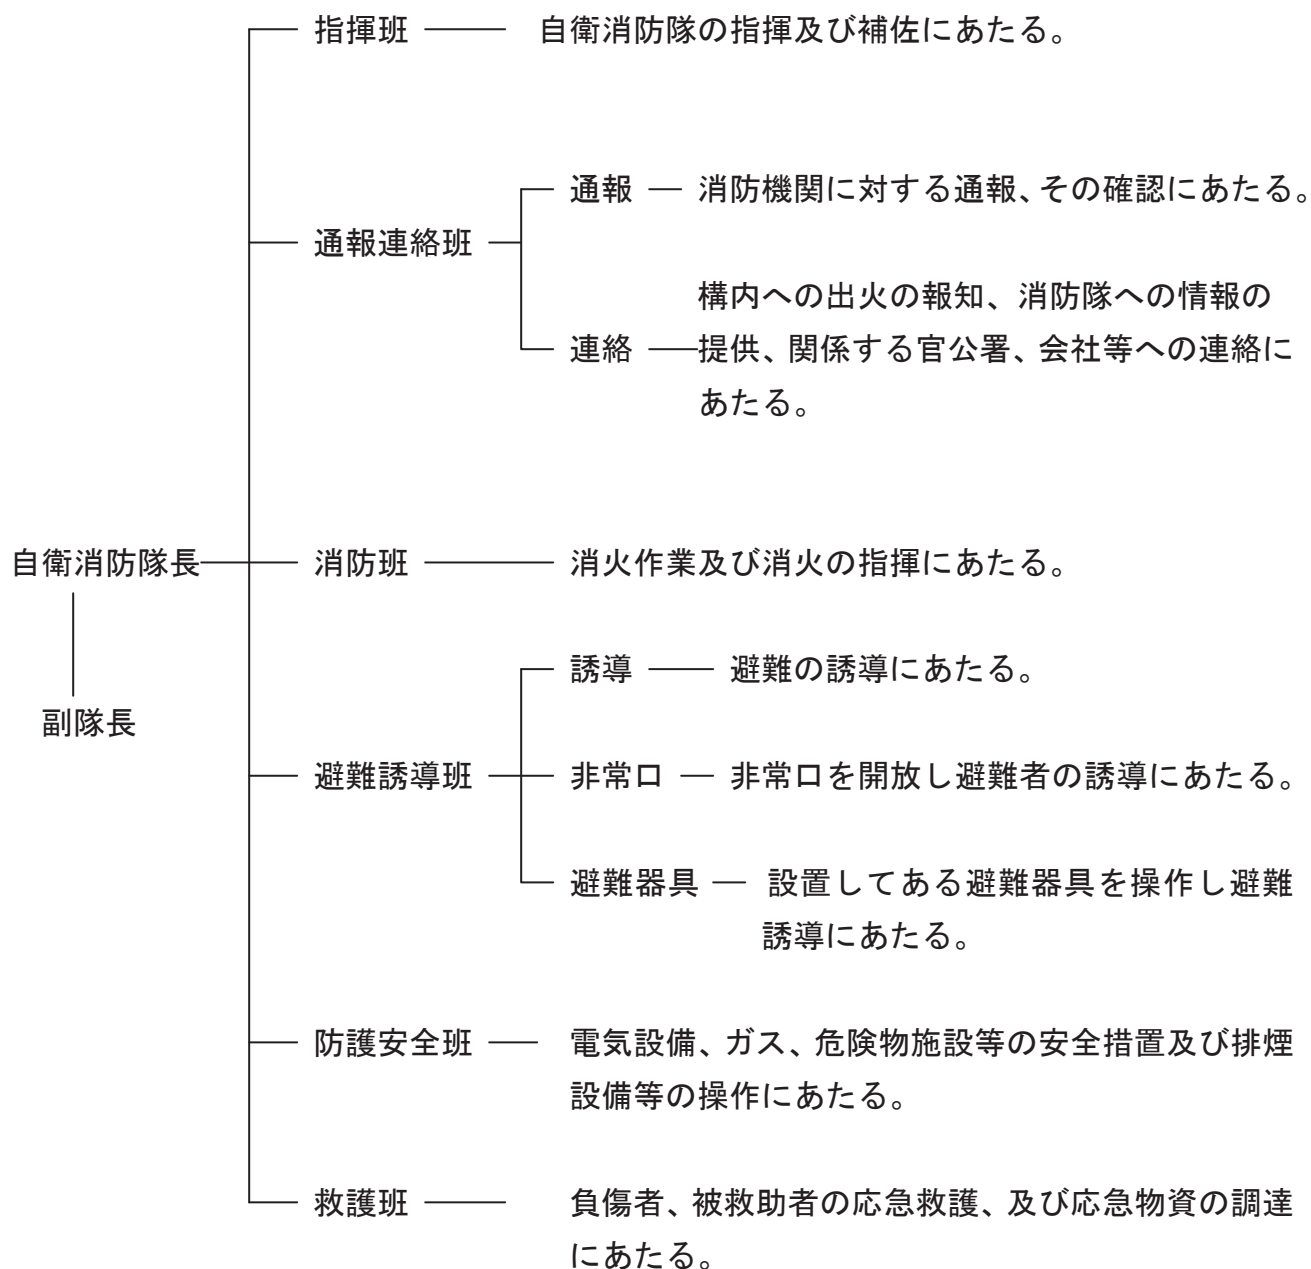 指揮班 自衛消防隊の指揮及び補佐にあたる。
通報 消防機関に対する通報、その確認にあたる。
通報連絡班
構内への出火の報知、消防隊への情報の
連絡 提供、関係する官公署、会社等への連絡に
あたる。
自衛消防隊長 消防班 消火作業及び消火の指揮にあたる。
誘導 避難の誘導にあたる。
副隊長
避難誘導班 非常口 非常口を開放し避難者の誘導にあたる。
避難器具 設置してある避難器具を操作し避難
誘導にあたる。
防護安全班 電気設備、ガス、危険物施設等の安全措置及び排煙
設備等の操作にあたる。
救護班 負傷者、被救助者の応急救護、及び応急物資の調達
にあたる。